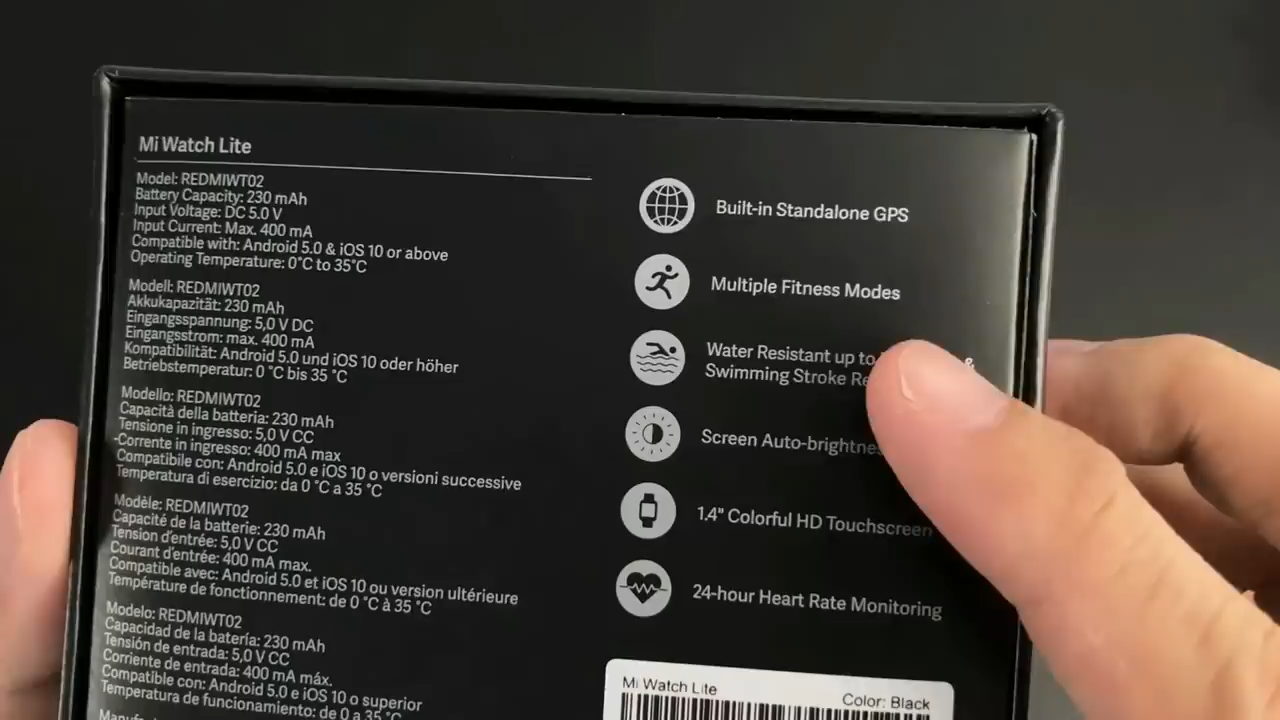 Mi Watch Lite
Model: REDMIWT02
Battery Capacity: 230 mAh
Input Voltage: DC 5.0 V
Input Current: Max. 400 mA
Compatible with: Android 5.0 & iOS 10 or above
Operating Temperature: 0°C to 35°C
Modell: REDMIWT02
Akkukapazität: 230 mAh
Eingangsspannung: 5,0 V DC
Eingangsstrom: max. 400 mA
Kompatibilität: Android 5.0 und iOS 10 oder höher
Betriebstemperatur: 0 °C bis 35 °C
Modello: REDMIWT02
Capacità della batteria: 230 mAh
Tensione in ingresso: 5,0 V CC
Corrente in ingresso: 400 mA max
Compatibile con: Android 5.0 e iOS 10 o versioni successive
Temperatura di esercizio: da 0 °C a 35 °C
Modèle: REDMIWT02
Capacité de la batterie: 230 mAh
Tension d'entrée: 5,0 V CC
Courant d'entrée: 400 mA max.
Compatible avec: Android 5.0 et iOS 10 ou version ultérieure
Température de fonctionnement: de 0 °C à 35 °C
Modelo: REDMIWT02
Capacidad de la batería: 230 mAh
Tensión de entrada: 5,0 V CC
Corriente de entrada: 400 mA máx.
Compatible con: Android 5.0 e iOS 10 o superior
Temperatura de funcionamiento: de 0 a 35 °C
Built-in Standalone GPS
Multiple Fitness Modes
Water Resistant up to &
Swimming Stroke
Screen
1.4" Colorful HD Touchscreen
24-hour Heart Rate Monitoring
Mi Watch Lite
Color: Black